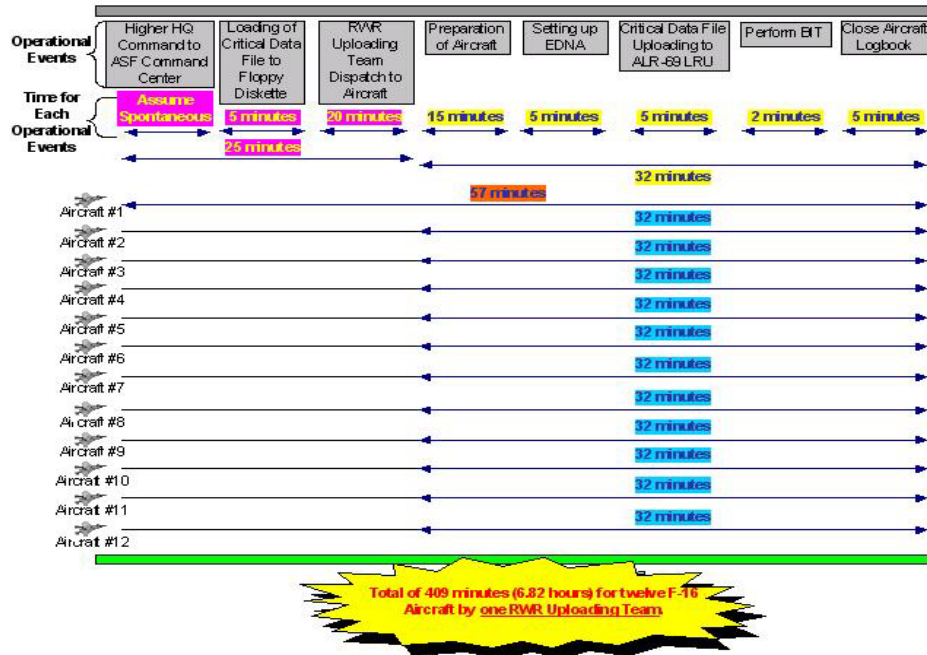 Operational
Events
Higher HQ
Command to
ASF Command
Center
Loading of
Critical Data
File to
Floppy
Diskette
RWR
Uploading
Team
Dispatch to
Aircraft
Preparation
of Aircraft
Setting up
EDNA
Critical Data File
Uploading to
ALR-69 LRU
Perform BIT
Close Aircraft
Logbook
Time for
Each
Operational
Events
Assume
Spontaneous
5 minutes
20 minutes
15 minutes
5 minutes
5 minutes
2 minutes
5 minutes
25 minutes
32 minutes
57 minutes
Aircraft #1
32 minutes
Aircraft #2
32 minutes
Aircraft #3
32 minutes
Aircraft #4
32 minutes
Aircraft #5
32 minutes
Aircraft #6
32 minutes
Aircraft #7
32 minutes
Aircraft #8
32 minutes
Aircraft #9
32 minutes
Aircraft #10
32 minutes
Aircraft #11
32 minutes
Aircraft #12
Total of 409 minutes (6.82 hours) for twelve F-16
Aircraft by one RWR Uploading Team.